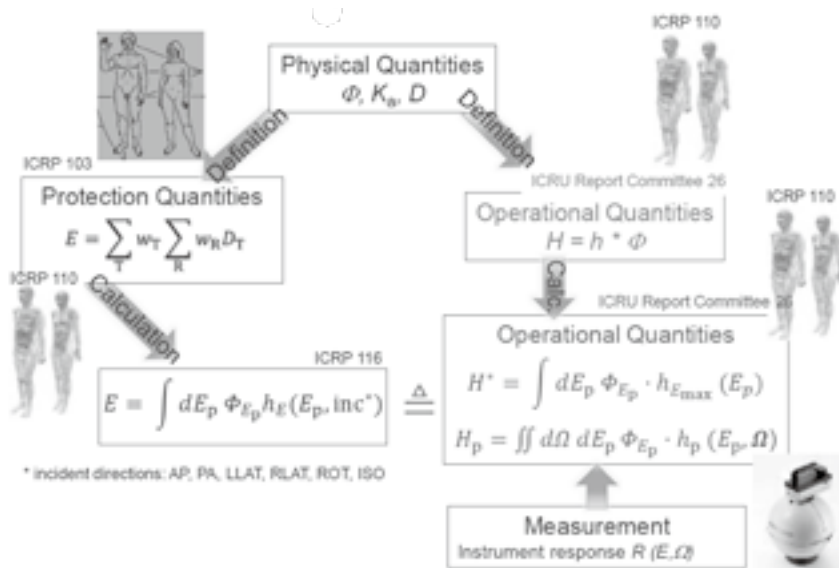 ICRP 110
Physical Quantities
Φ, Kₐ, D
Definition
Definition
ICRP 103
Protection Quantities
E = ∑_T w_T ∑_R w_R D_T
ICRP 110
Calculation
ICRP 116
E = ∫ dE_p Φ_{E_p} h_E (E_p, inc*)
* incident directions: AP, PA, LLAT, RLAT, ROT, ISO
≙
ICRU Report Committee 26
ICRP 110
Operational Quantities
H = h * Φ
Calc.
ICRU Report Committee 26
Operational Quantities
H* = ∫ dE_p Φ_{E_p} · h_{E_max} (E_p)
H_p = ∬ dΩ dE_p Φ_{E_p} · h_p (E_p, Ω)
Measurement
Instrument response R (E,Ω)